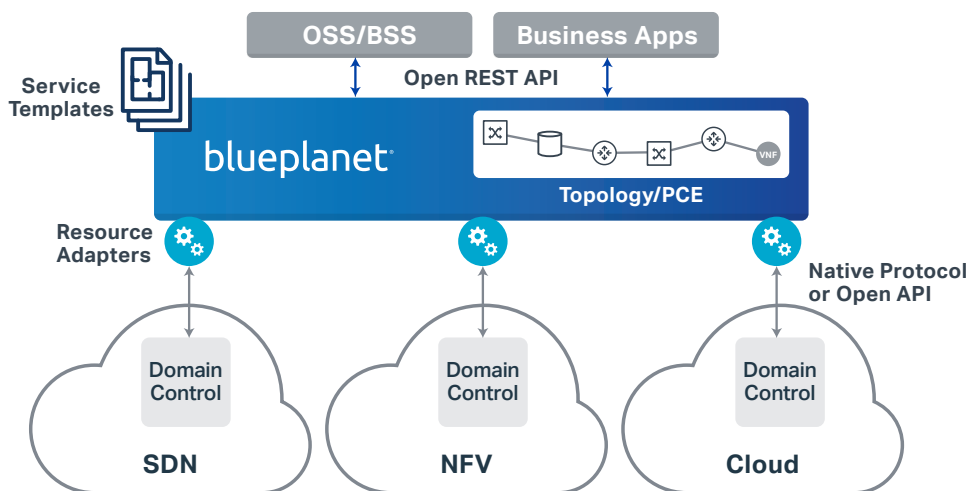 OSS/BSS
Business Apps
Open REST API
Service
Templates
blueplanet
VNF
Topology/PCE
Resource
Adapters
Native Protocol
or Open API
Domain
Control
Domain
Control
Domain
Control
SDN
NFV
Cloud